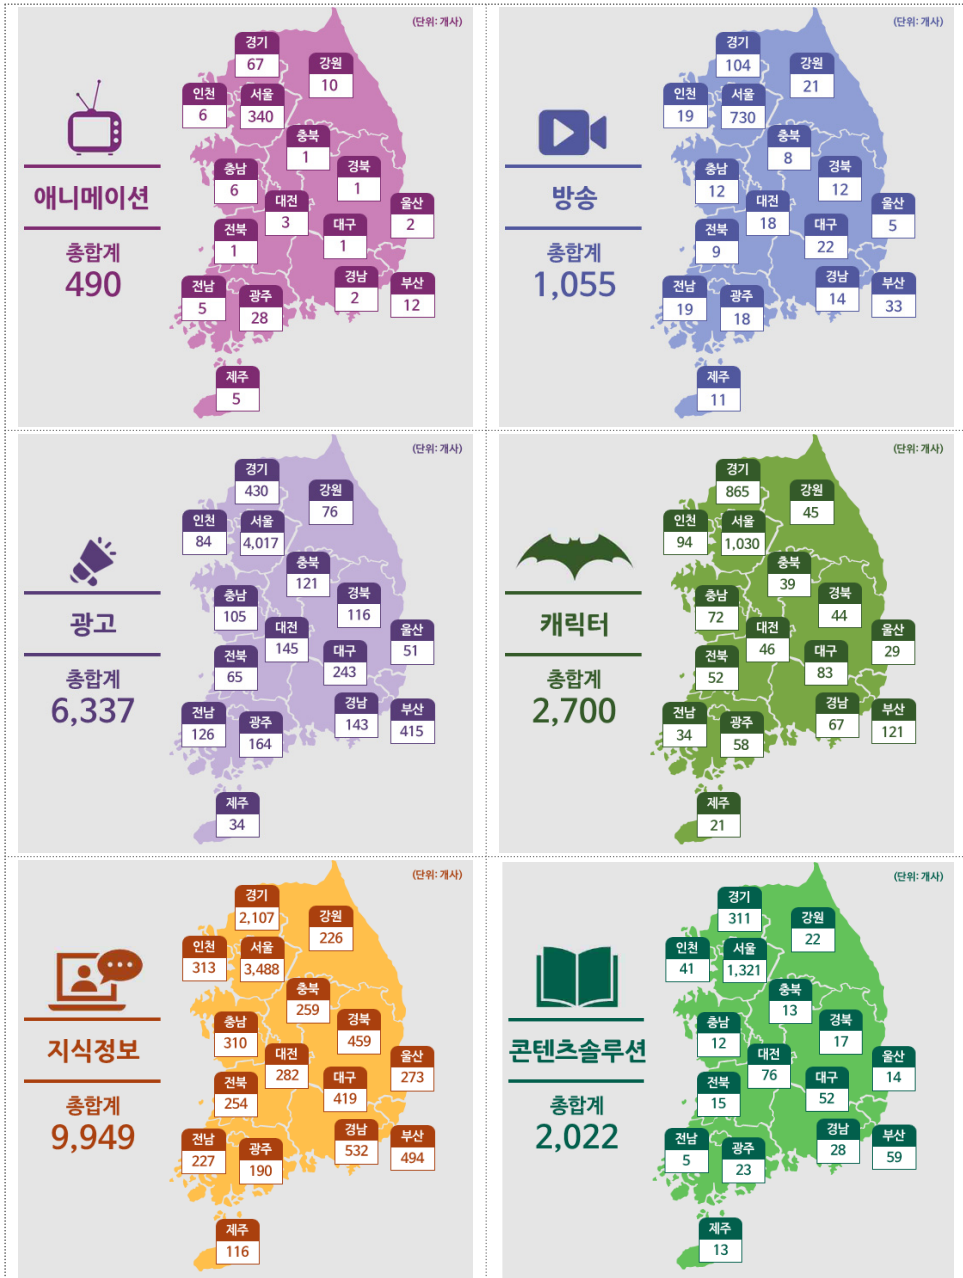 (단위: 개사)
경기
67
강원
10
인천
6
서울
340
충북
1
충남
6
경북
1
대전
3
울산
2
전북
1
대구
1
전남
5
광주
28
경남
2
부산
12
제주
5
애니메이션
총합계
490
(단위: 개사)
경기
104
강원
21
인천
19
서울
730
충북
8
충남
12
경북
12
대전
18
울산
5
전북
9
대구
22
전남
19
광주
18
경남
14
부산
33
제주
11
방송
총합계
1,055
(단위: 개사)
경기
430
강원
76
인천
84
서울
4,017
충북
121
충남
105
경북
116
대전
145
울산
51
전북
65
대구
243
전남
126
광주
164
경남
143
부산
415
제주
34
광고
총합계
6,337
(단위: 개사)
경기
865
강원
45
인천
94
서울
1,030
충북
39
충남
72
경북
44
대전
46
울산
29
전북
52
대구
83
전남
34
광주
58
경남
67
부산
121
제주
21
캐릭터
총합계
2,700
(단위: 개사)
경기
2,107
강원
226
인천
313
서울
3,488
충북
259
충남
310
경북
459
대전
282
울산
273
전북
254
대구
419
전남
227
광주
190
경남
532
부산
494
제주
116
지식정보
총합계
9,949
(단위: 개사)
경기
311
강원
22
인천
41
서울
1,321
충북
13
충남
12
경북
17
대전
76
울산
14
전북
15
대구
52
전남
5
광주
23
경남
28
부산
59
제주
13
콘텐츠솔루션
총합계
2,022